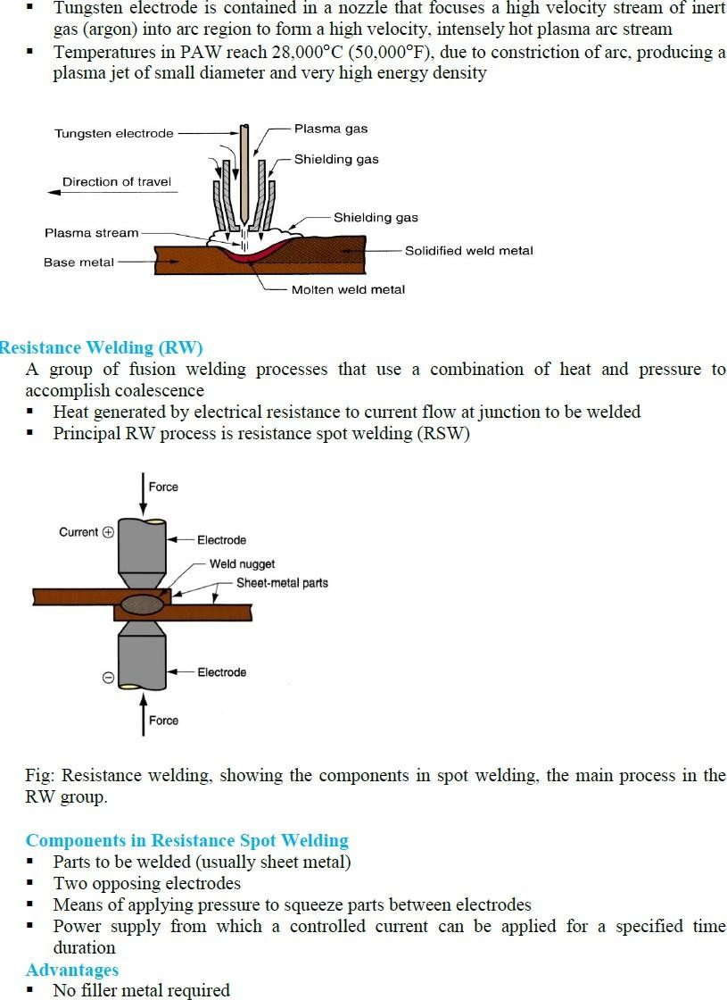 ▪ Tungsten electrode is contained in a nozzle that focuses a high velocity stream of inert
gas (argon) into arc region to form a high velocity, intensely hot plasma arc stream
▪ Temperatures in PAW reach 28,000°C (50,000°F), due to constriction of arc, producing a
plasma jet of small diameter and very high energy density
Plasma gas
Tungsten electrode
Shielding gas
Direction of travel
Shielding gas
Plasma stream
Solidified weld metal
Base metal
Molten weld metal
Resistance Welding (RW)
A group of fusion welding processes that use a combination of heat and pressure to
accomplish coalescence
▪ Heat generated by electrical resistance to current flow at junction to be welded
▪ Principal RW process is resistance spot welding (RSW)
Force
Current +
Electrode
Weld nugget
Sheet-metal parts
Electrode
−
Force
Fig: Resistance welding, showing the components in spot welding, the main process in the
RW group.
Components in Resistance Spot Welding
▪ Parts to be welded (usually sheet metal)
▪ Two opposing electrodes
▪ Means of applying pressure to squeeze parts between electrodes
▪ Power supply from which a controlled current can be applied for a specified time
duration
Advantages
▪ No filler metal required